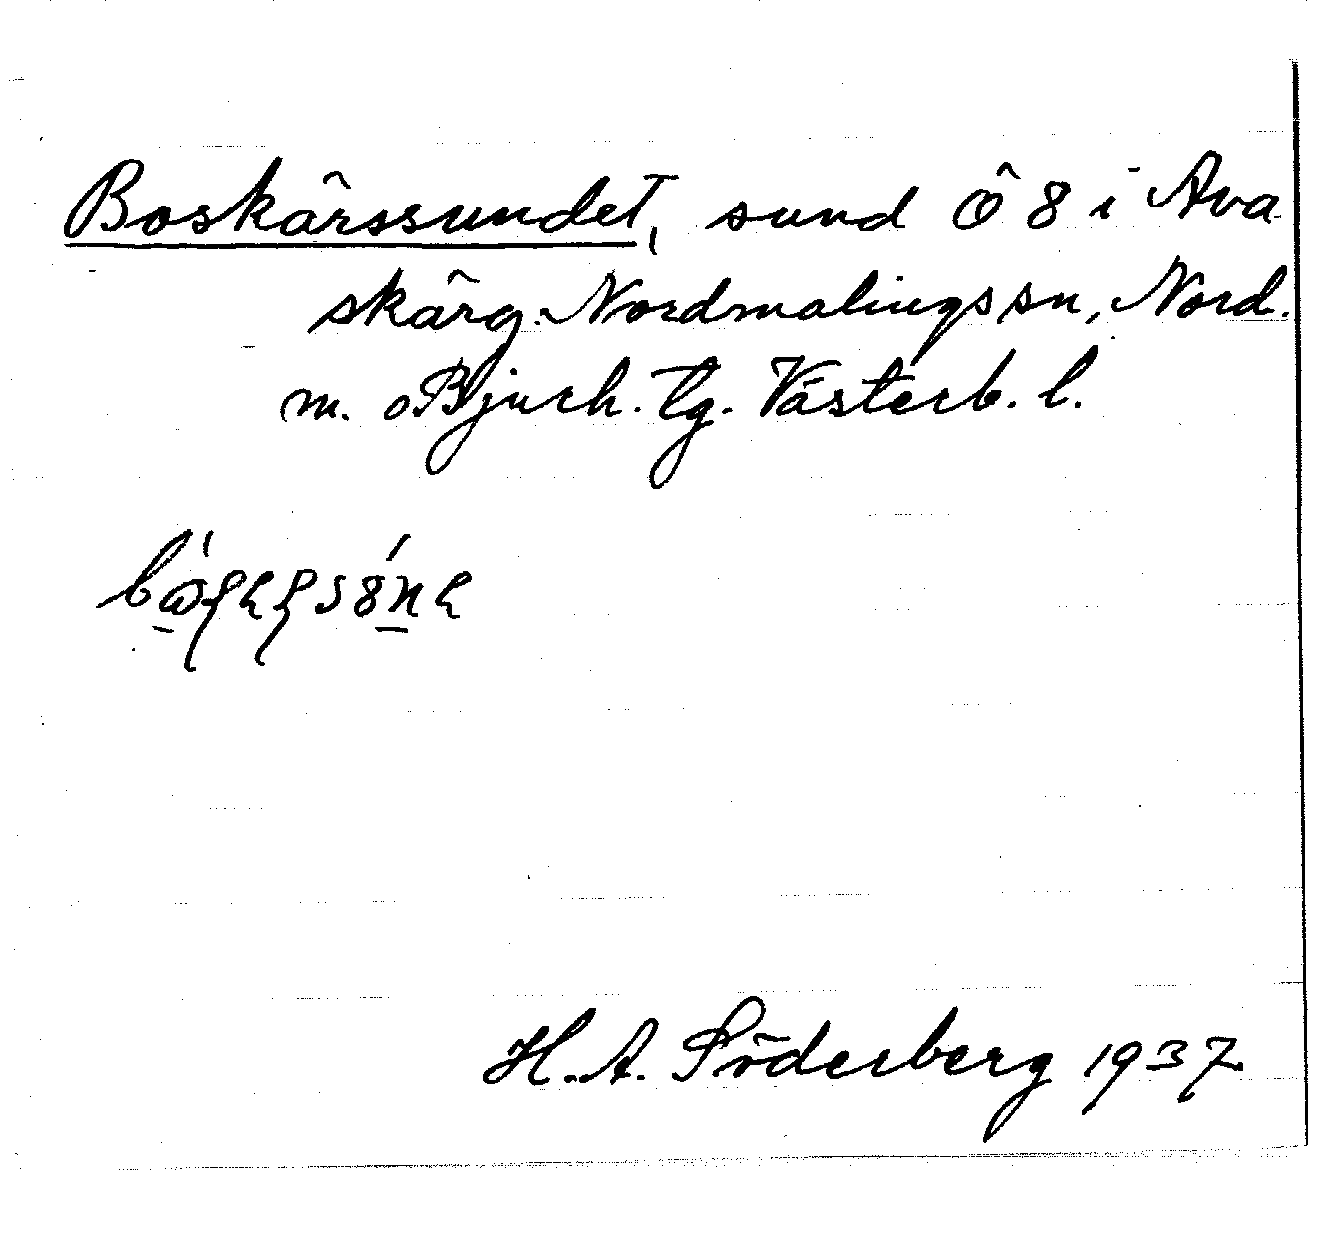 Boskärssundet, sund Ö 8 i Ava
skärg. Nordmalings sn, Nord.
m. o Bjurh. tg. Västerb. l.
H. A. Söderberg 1937